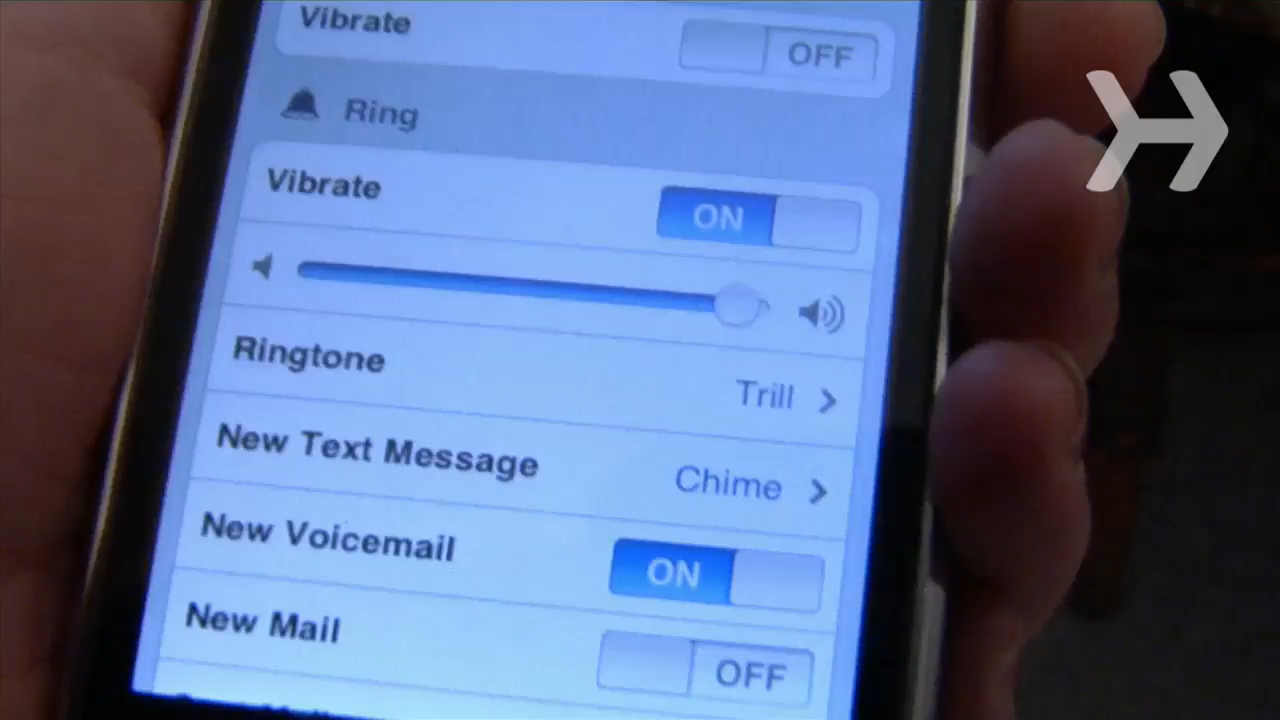 Vibrate OFF
Ring
Vibrate ON
Ringtone Trill
New Text Message Chime
New Voicemail ON
New Mail OFF